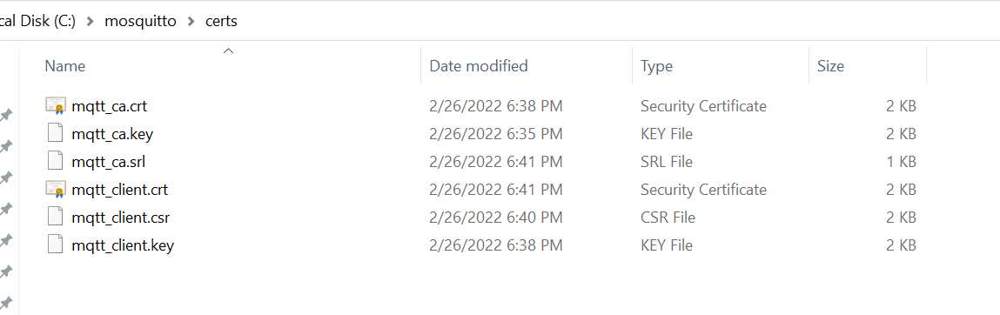 cal Disk (C:) > mosquitto > certs
Name Date modified Type Size
mqtt_ca.crt 2/26/2022 6:38 PM Security Certificate 2 KB
mqtt_ca.key 2/26/2022 6:35 PM KEY File 2 KB
mqtt_ca.srl 2/26/2022 6:41 PM SRL File 1 KB
mqtt_client.crt 2/26/2022 6:41 PM Security Certificate 2 KB
mqtt_client.csr 2/26/2022 6:40 PM CSR File 2 KB
mqtt_client.key 2/26/2022 6:38 PM KEY File 2 KB